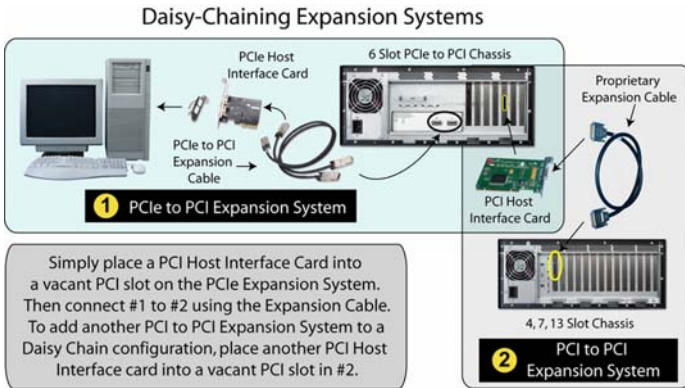 Daisy-Chaining Expansion Systems
PCIe Host
Interface Card
6 Slot PCIe to PCI Chassis
Proprietary
Expansion Cable
PCIe to PCI
Expansion
Cable
1 PCIe to PCI Expansion System
PCI Host
Interface Card
Simply place a PCI Host Interface Card into
a vacant PCI slot on the PCIe Expansion System.
Then connect #1 to #2 using the Expansion Cable.
To add another PCI to PCI Expansion System to a
Daisy Chain configuration, place another PCI Host
Interface card into a vacant PCI slot in #2.
4, 7, 13 Slot Chassis
2 PCI to PCI
Expansion System